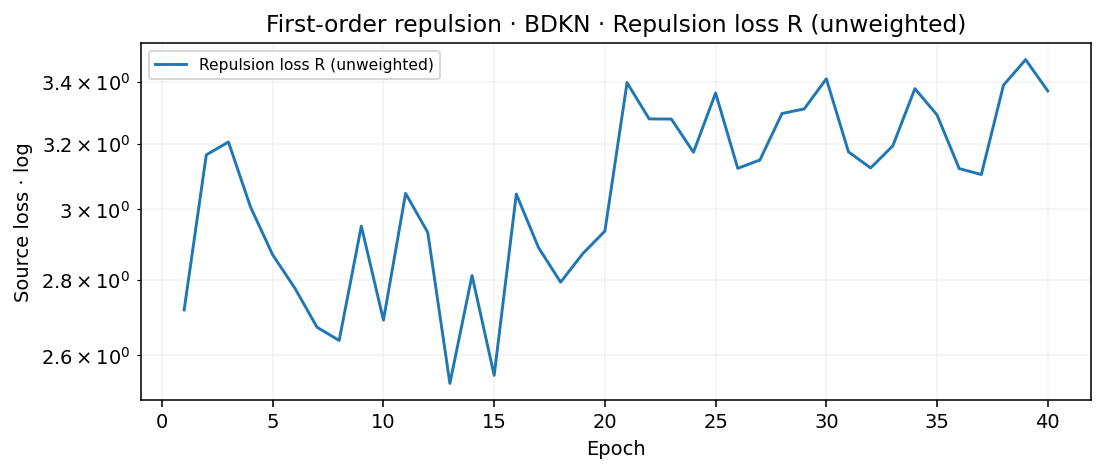 First-order repulsion · BDKN · Repulsion loss R (unweighted)
Repulsion loss R (unweighted)
Source loss · log
3.4 × 10⁰
3.2 × 10⁰
3 × 10⁰
2.8 × 10⁰
2.6 × 10⁰
0 5 10 15 20 25 30 35 40
Epoch